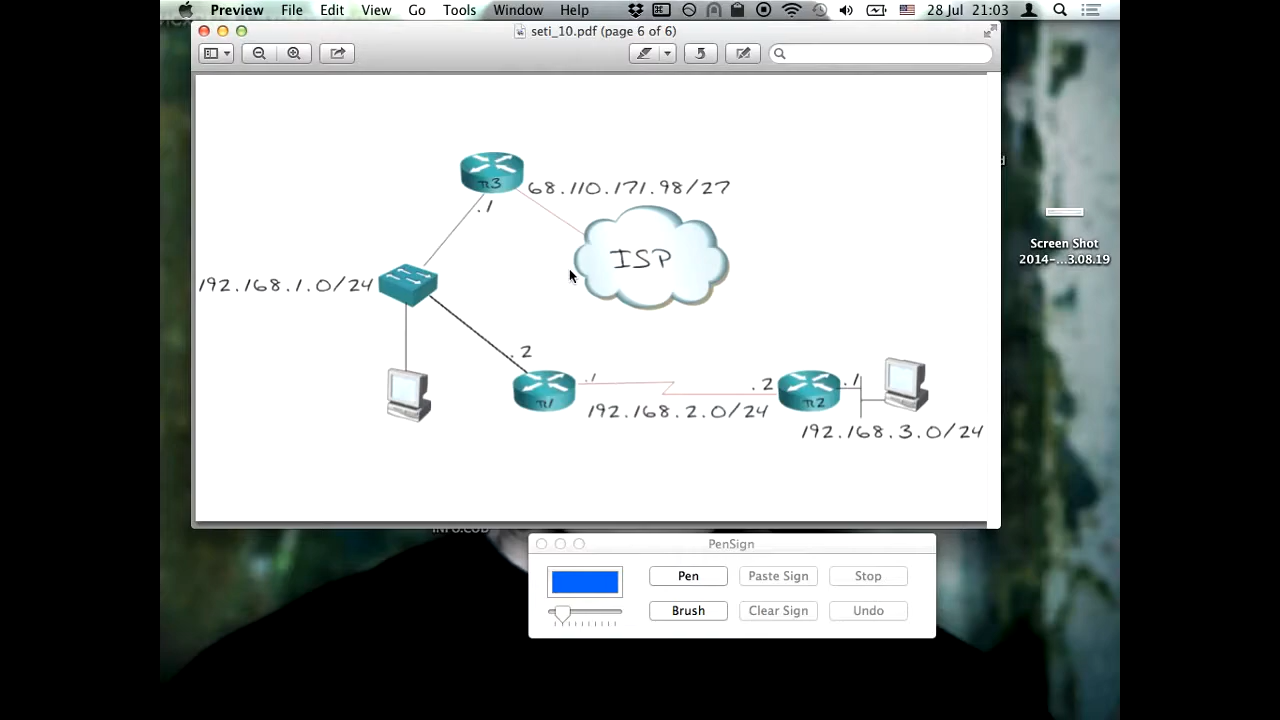 Preview File Edit View Go Tools Window Help 28 Jul 21:03
seti_10.pdf (page 6 of 6)
R3
68.110.171.98/27
.1
ISP
192.168.1.0/24
.2
R1
.1
192.168.2.0/24
.2
R2
.1
192.168.3.0/24
Screen Shot
2014-...3.08.19
PenSign
Pen Paste Sign Stop
Brush Clear Sign Undo